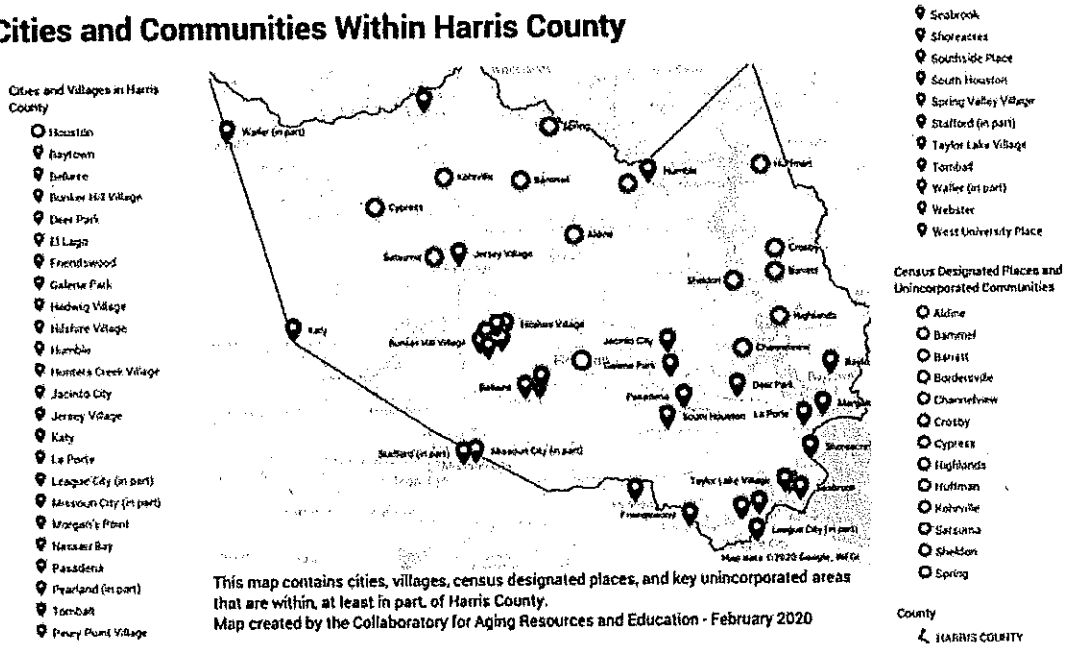 Cities and Communities Within Harris County
Cities and Villages in Harris
County
Houston
Baytown
Bellaire
Bunker Hill Village
Deer Park
El Lago
Friendswood
Galena Park
Hedwig Village
Hilshire Village
Humble
Hunters Creek Village
Jacinto City
Jersey Village
Katy
La Porte
League City (in part)
Missouri City (in part)
Morgan's Point
Nassau Bay
Pasadena
Pearland (in part)
Tomball
Piney Point Village
Waller (in part)
Spring
Kohrville
Bammel
Humble
Huffman
Cypress
Aldine
Satsuma
Jersey Village
Crosby
Barrett
Sheldon
Highlands
Katy
Hilshire Village
Bunker Hill Village
Jacinto City
Channelview
Galena Park
Bellaire
Deer Park
Pasadena
La Porte
South Houston
Shoreacres
Stafford (in part)
Missouri City (in part)
Taylor Lake Village
Seabrook
Friendswood
League City (in part)
Map data ©2020 Google, INEGI
This map contains cities, villages, census designated places, and key unincorporated areas
that are within, at least in part, of Harris County.
Map created by the Collaboratory for Aging Resources and Education - February 2020
Seabrook
Shoreacres
Southside Place
South Houston
Spring Valley Village
Stafford (in part)
Taylor Lake Village
Tomball
Waller (in part)
Webster
West University Place
Census Designated Places and
Unincorporated Communities
Aldine
Bammel
Barrett
Bordersville
Channelview
Crosby
Cypress
Highlands
Huffman
Kohrville
Satsuma
Sheldon
Spring
County
HARRIS COUNTY